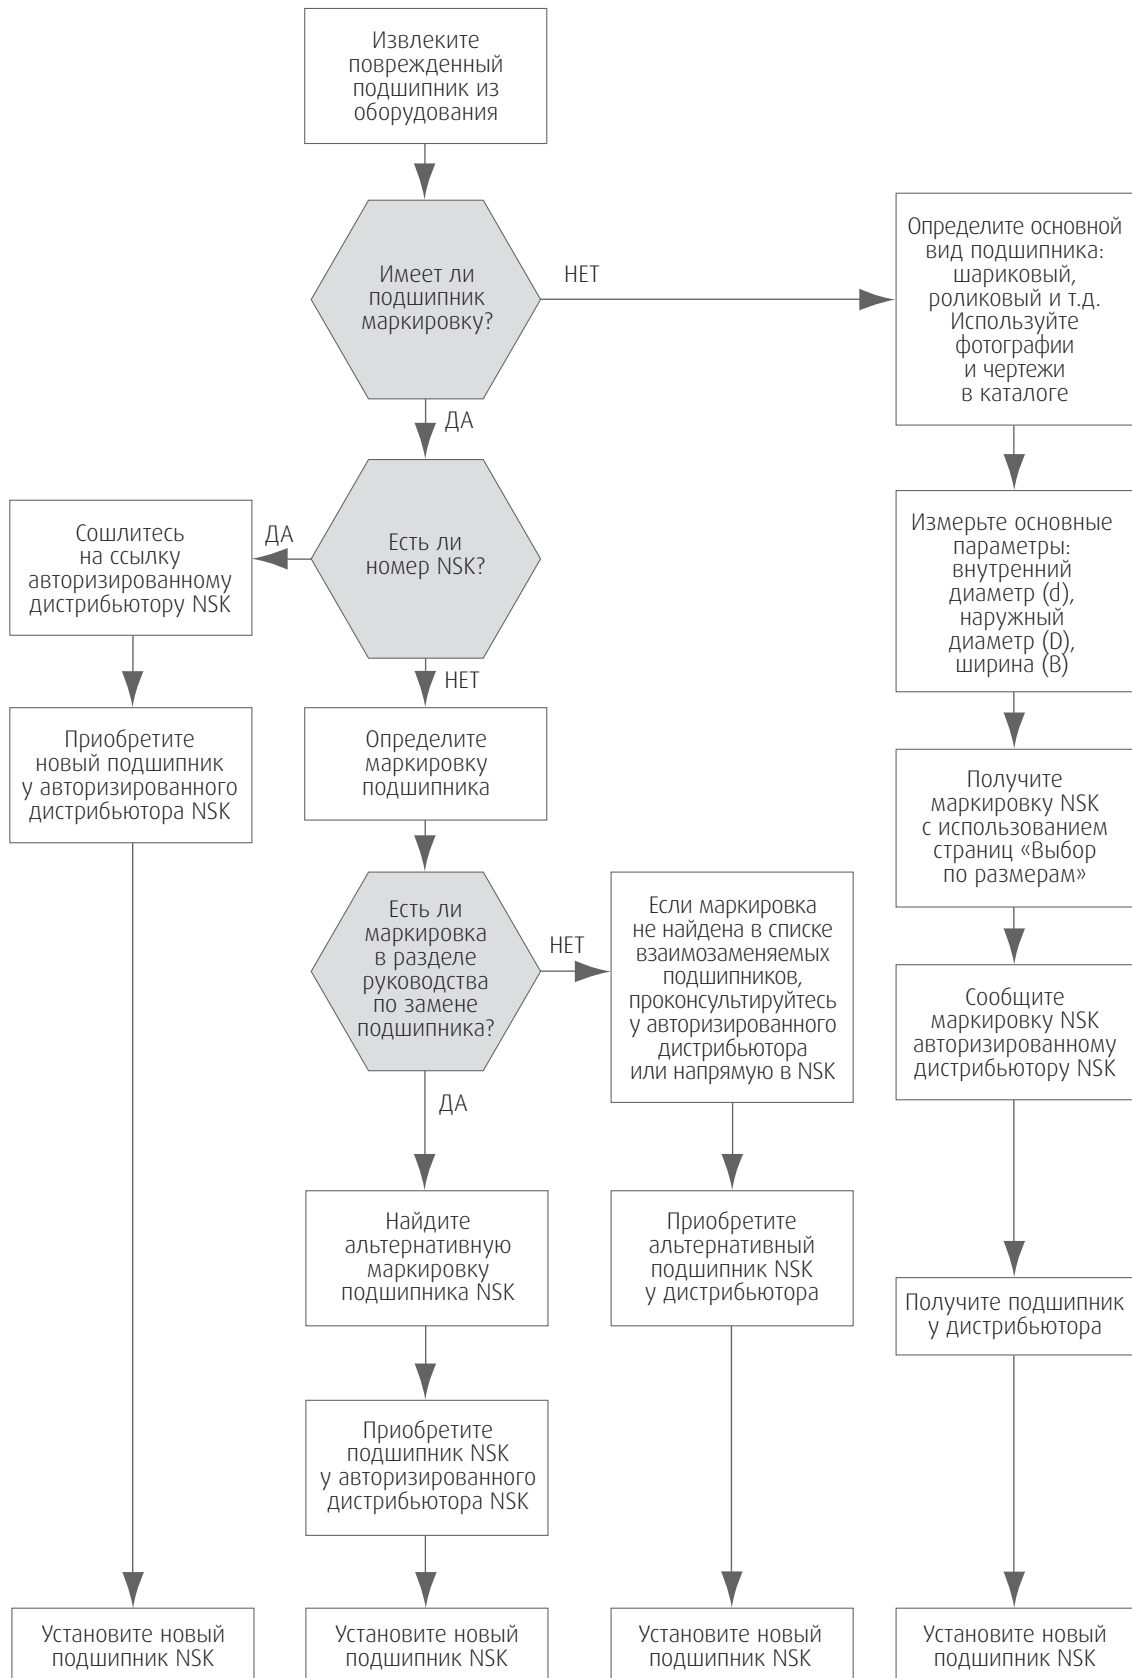 Извлеките
поврежденный
подшипник из
оборудования
Имеет ли
подшипник
маркировку?
НЕТ
Определите основной
вид подшипника:
шариковый,
роликовый и т.д.
Используйте
фотографии
и чертежи
в каталоге
ДА
Есть ли
номер NSK?
ДА
Сошлитесь
на ссылку
авторизированному
дистрибьютору NSK
Измерьте основные
параметры:
внутренний
диаметр (d),
наружный
диаметр (D),
ширина (B)
НЕТ
Приобретите
новый подшипник
у авторизированного
дистрибьютора NSK
Определите
маркировку
подшипника
Получите
маркировку NSK
с использованием
страниц «Выбор
по размерам»
Есть ли
маркировка
в разделе
руководства
по замене
подшипника?
НЕТ
Если маркировка
не найдена в списке
взаимозаменяемых
подшипников,
проконсультируйтесь
у авторизированного
дистрибьютора
или напрямую в NSK
Сообщите
маркировку NSK
авторизированному
дистрибьютору NSK
ДА
Найдите
альтернативную
маркировку
подшипника NSK
Приобретите
альтернативный
подшипник NSK
у дистрибьютора
Получите подшипник
у дистрибьютора
Приобретите
подшипник NSK
у авторизированного
дистрибьютора NSK
Установите новый
подшипник NSK
Установите новый
подшипник NSK
Установите новый
подшипник NSK
Установите новый
подшипник NSK